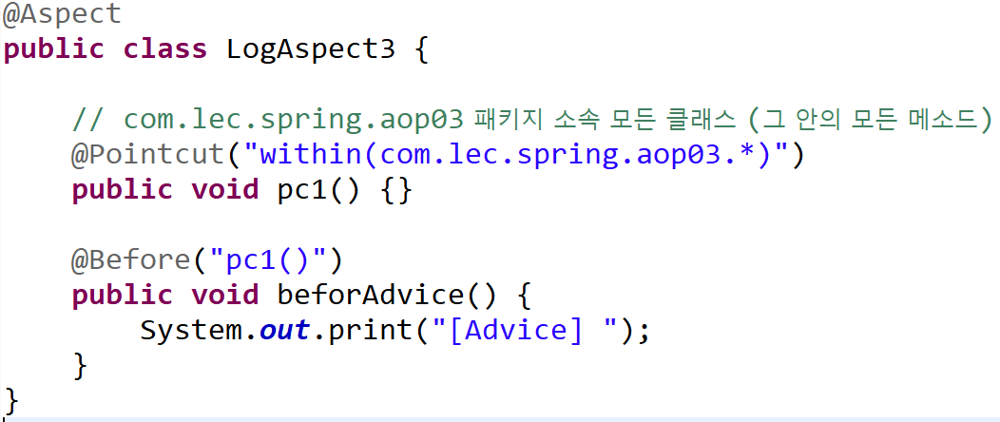 @Aspect
public class LogAspect3 {
// com.lec.spring.aop03 패키지 소속 모든 클래스 (그 안의 모든 메소드)
@Pointcut("within(com.lec.spring.aop03.*)")
public void pc1() {}
@Before("pc1()")
public void beforAdvice() {
System.out.print("[Advice] ");
}
}